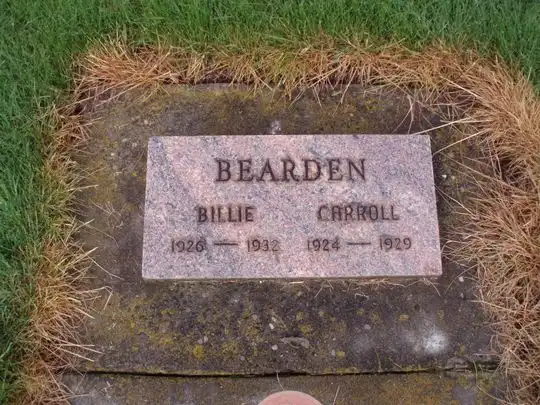 BEARDEN
BILLIE CARROLL
1926 — 1932 1924 — 1929